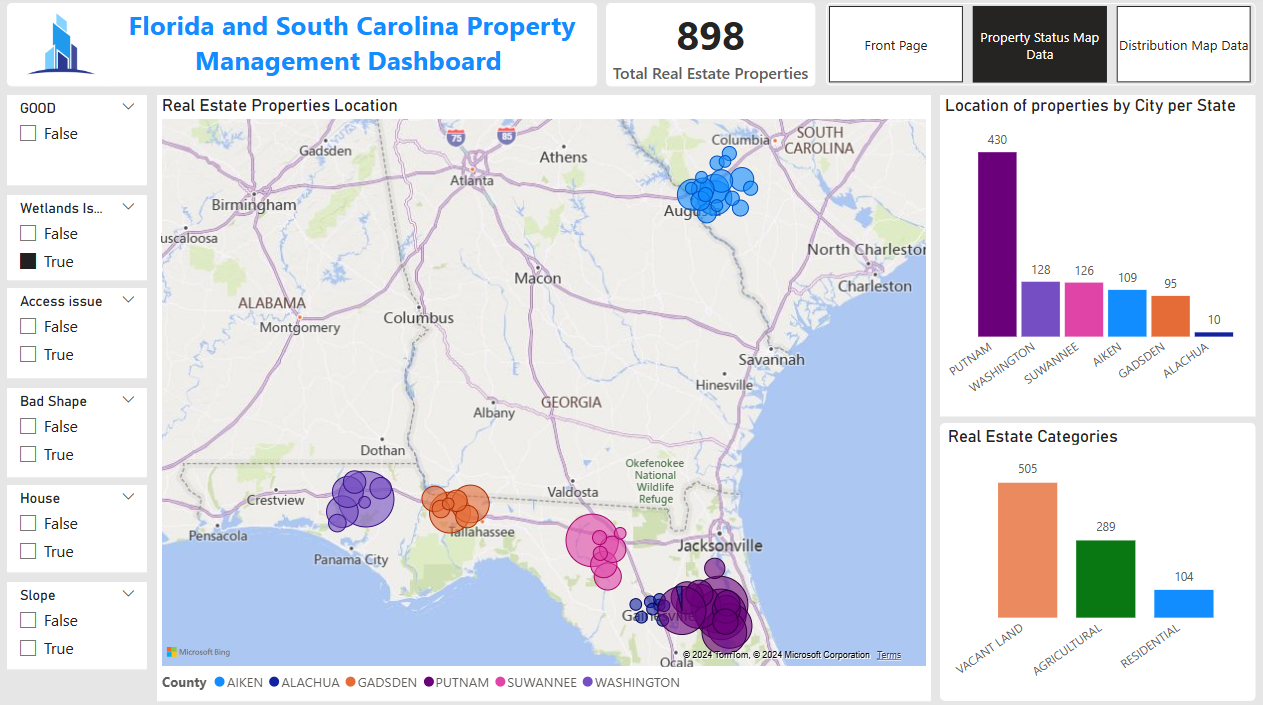 Florida and South Carolina Property
Management Dashboard
898
Total Real Estate Properties
Front Page
Property Status Map
Data
Distribution Map Data
GOOD
False
Wetlands Is...
False
True
Access issue
False
True
Bad Shape
False
True
House
False
True
Slope
False
True
Real Estate Properties Location
75
85
Columbia
SOUTH
CAROLINA
Gadsden
Athens
Atlanta
Birmingham
uscaloosa
North Charleston
Macon
Charleston
ALABAMA
Columbus
Montgomery
Savannah
Hinesville
GEORGIA
Albany
Dothan
Okefenokee
National
Wildlife
Refuge
Valdosta
Crestview
Pensacola
Tallahassee
Panama City
Jacksonville
Ocala
Microsoft Bing
© 2024 TomTom, © 2024 Microsoft Corporation Terms
County AIKEN ALACHUA GADSDEN PUTNAM SUWANNEE WASHINGTON
Location of properties by City per State
430
128
126
109
95
10
PUTNAM
WASHINGTON
SUWANNEE
AIKEN
GADSDEN
ALACHUA
Real Estate Categories
505
289
104
VACANT LAND
AGRICULTURAL
RESIDENTIAL